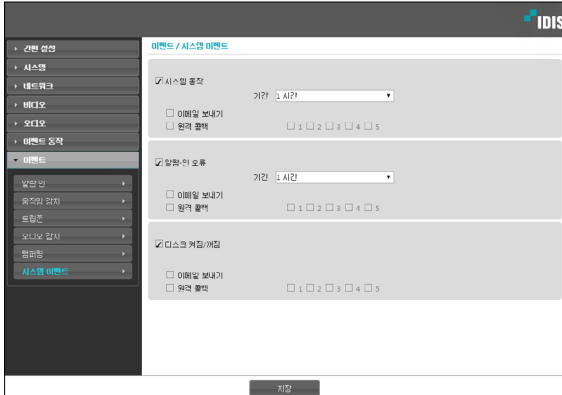 IDIS
간편 설정
시스템
네트워크
비디오
오디오
이벤트 동작
이벤트
알람-인
움직임 감지
트립존
오디오 감지
탬퍼링
시스템 이벤트
이벤트 / 시스템 이벤트
시스템 동작
기간 1 시간
이메일 보내기
원격 콜백 1 2 3 4 5
알람-인 오류
기간 1 시간
이메일 보내기
원격 콜백 1 2 3 4 5
디스크 켜짐/꺼짐
이메일 보내기
원격 콜백 1 2 3 4 5
저장